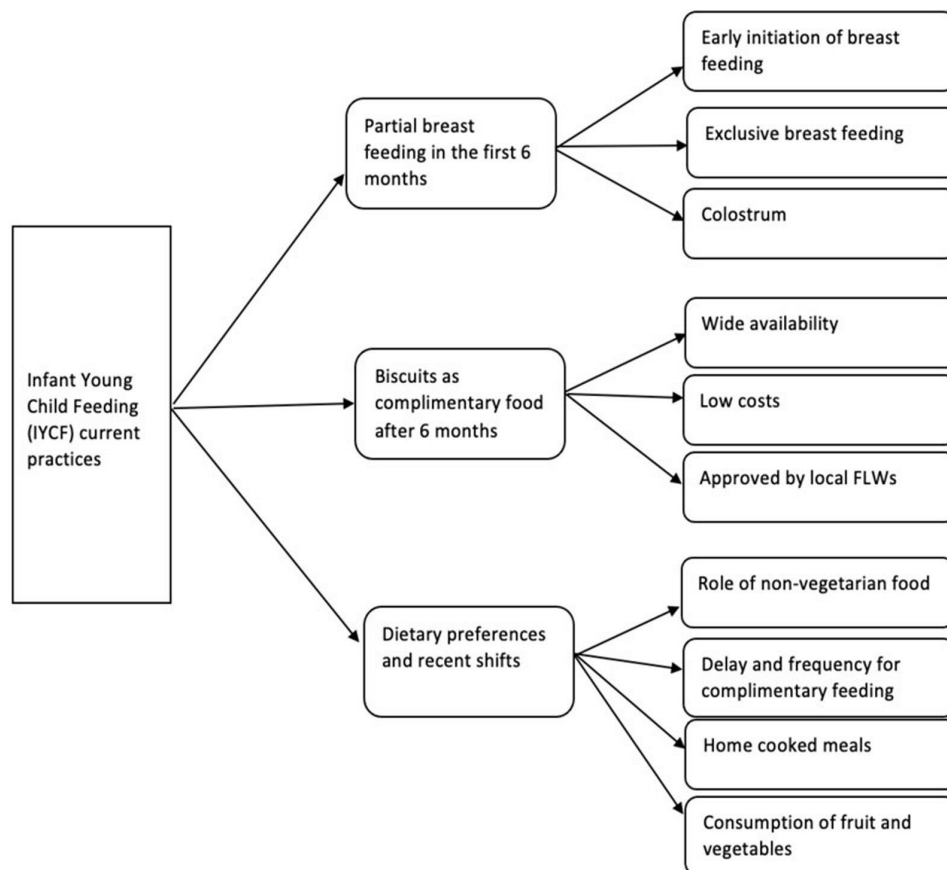 Infant Young
Child Feeding
(IYCF) current
practices
Partial breast
feeding in the first 6
months
Early initiation of breast
feeding
Exclusive breast feeding
Colostrum
Biscuits as
complimentary food
after 6 months
Wide availability
Low costs
Approved by local FLWs
Dietary preferences
and recent shifts
Role of non-vegetarian food
Delay and frequency for
complimentary feeding
Home cooked meals
Consumption of fruit and
vegetables